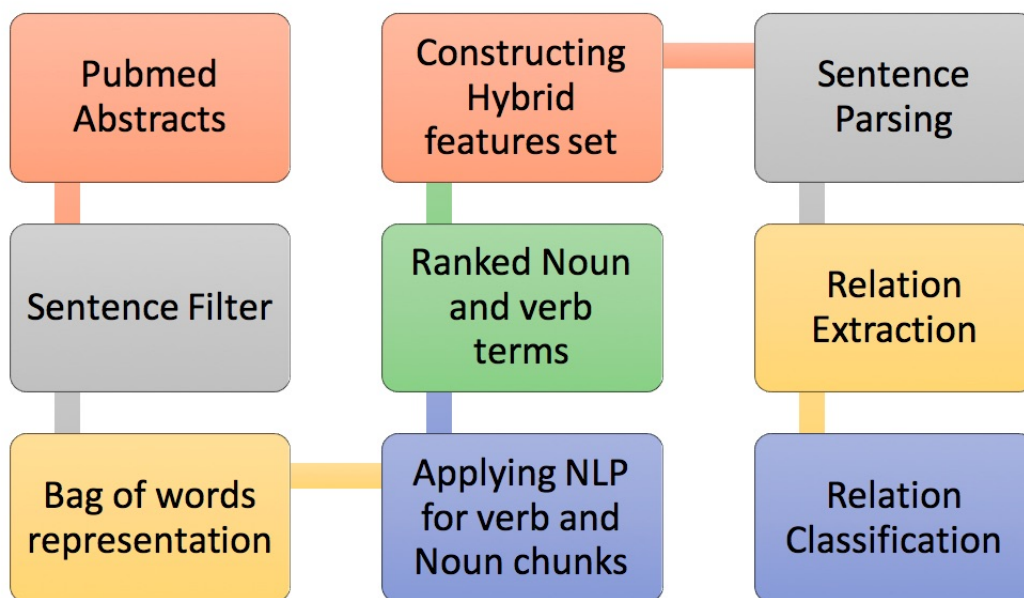 Pubmed
Abstracts
Sentence Filter
Bag of words
representation
Applying NLP
for verb and
Noun chunks
Ranked Noun
and verb
terms
Constructing
Hybrid
features set
Sentence
Parsing
Relation
Extraction
Relation
Classification